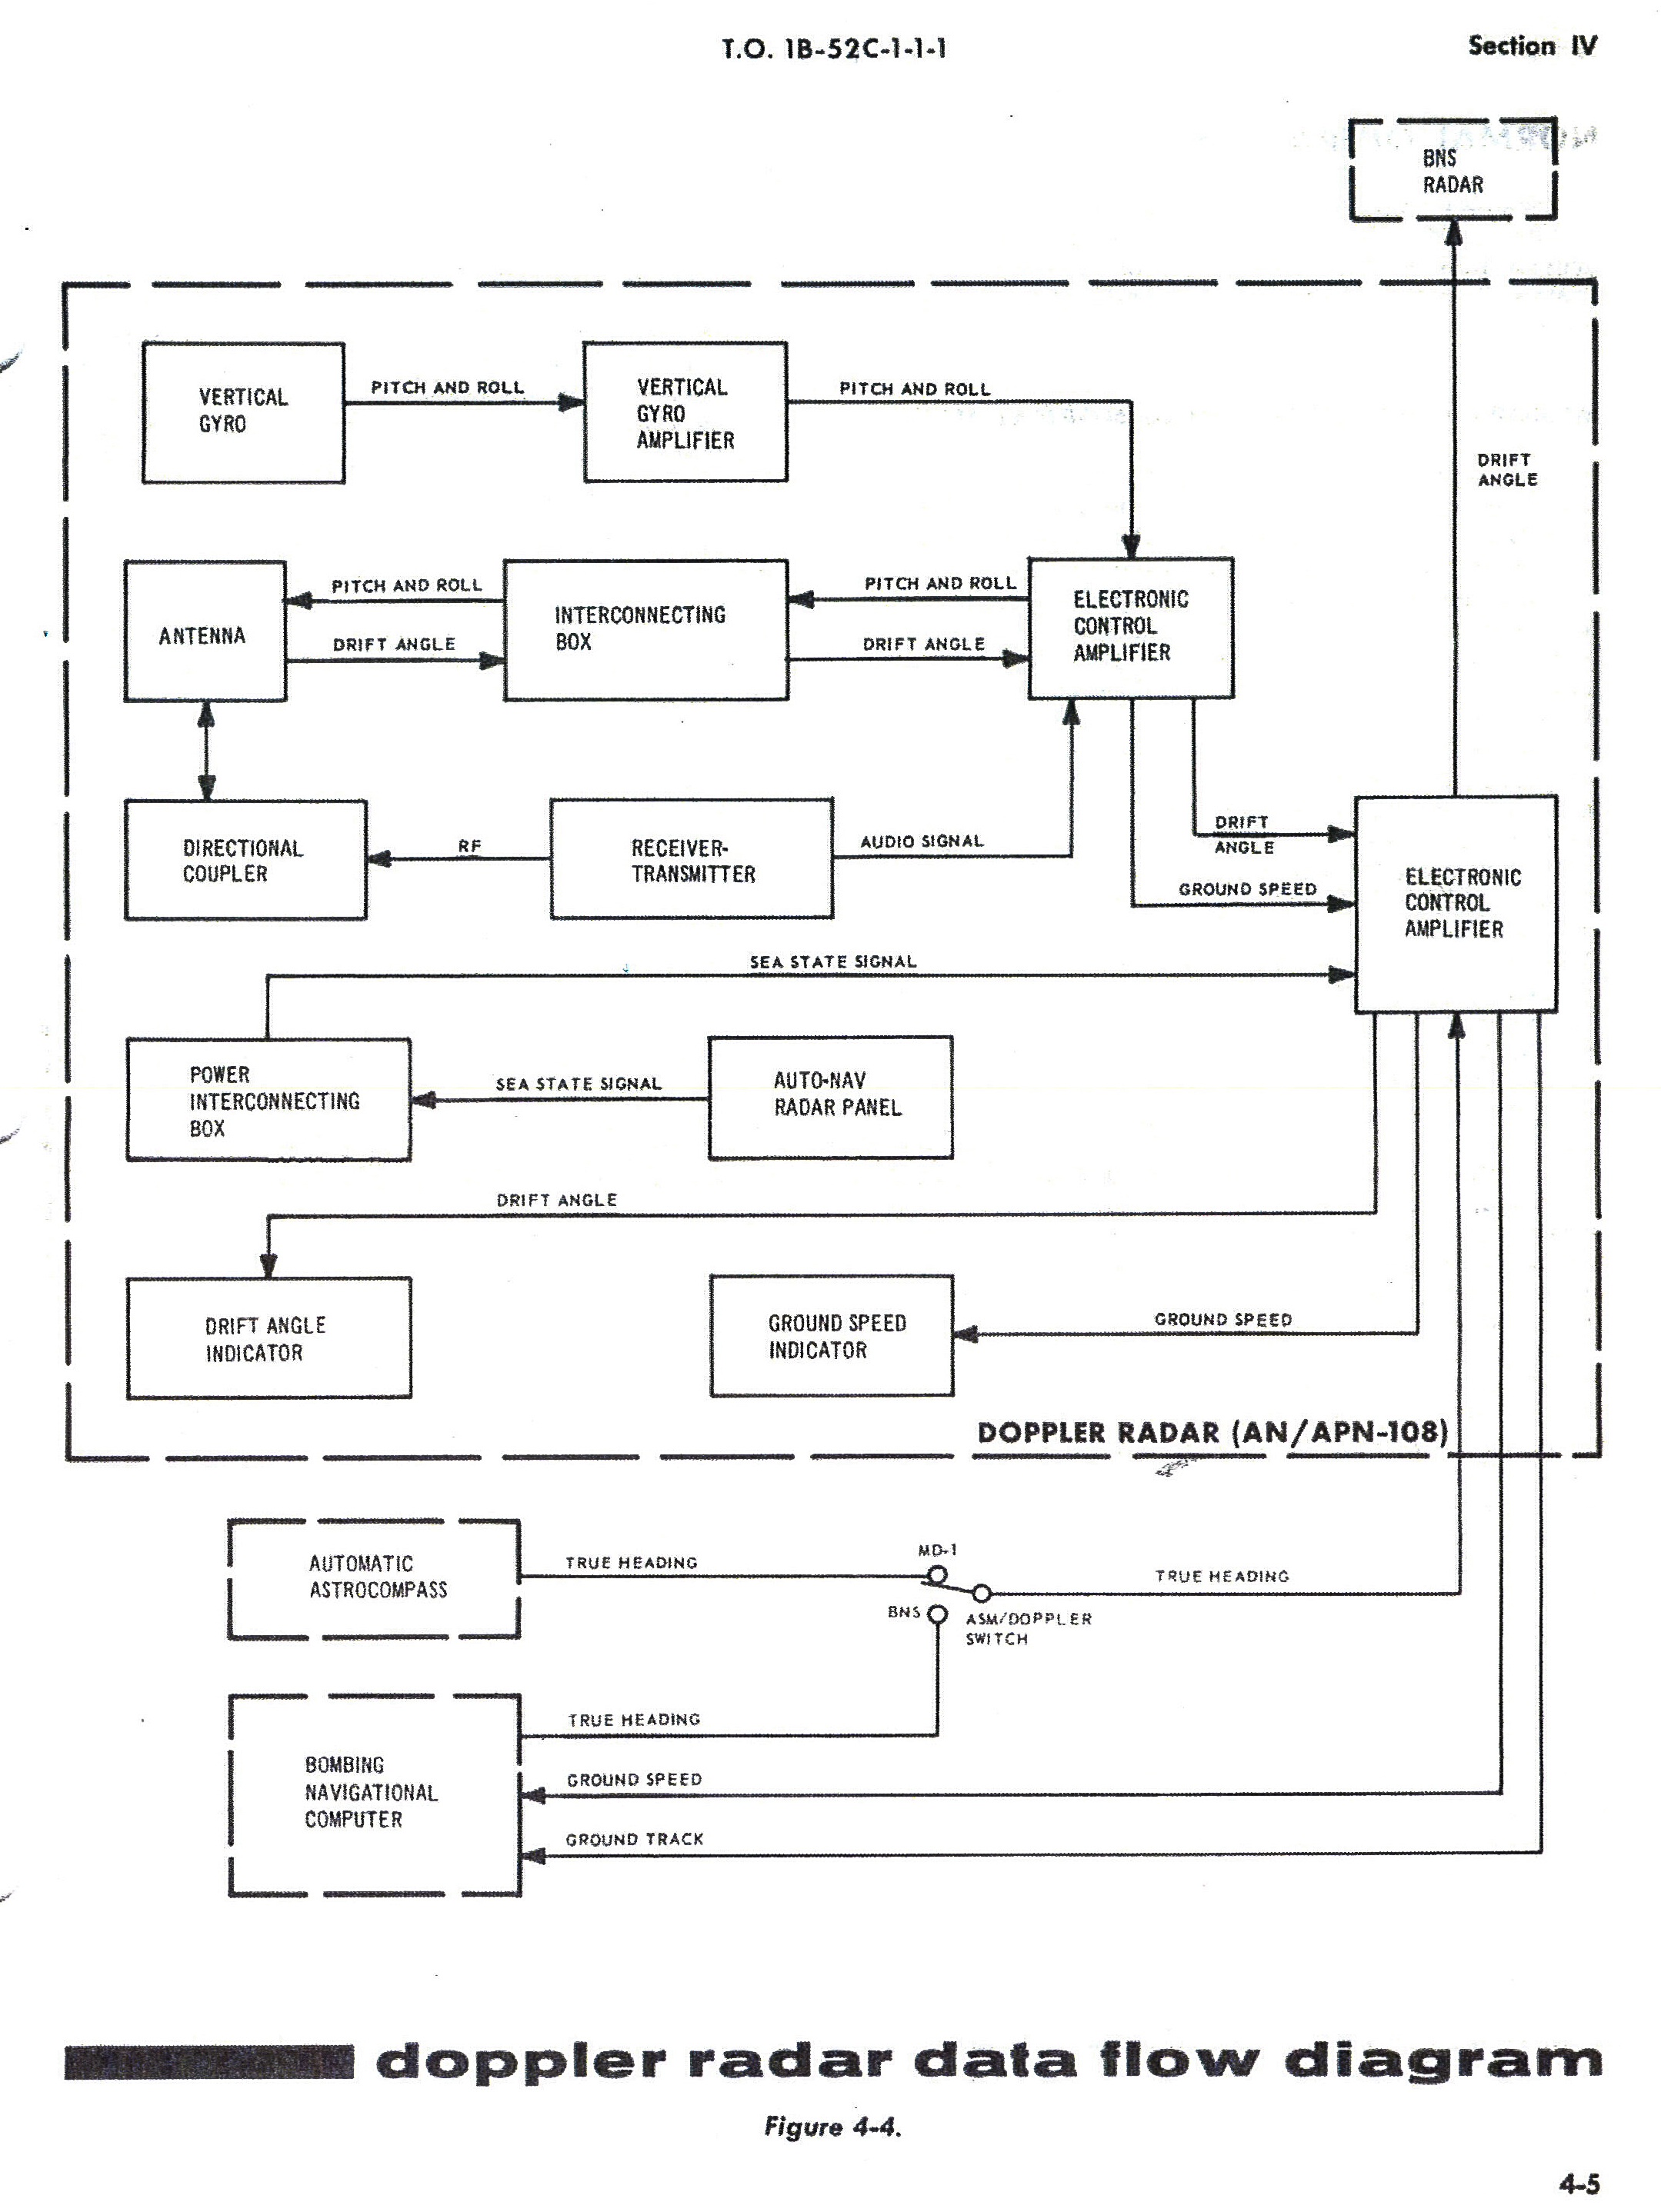 T.O. 1B-52C-1-1-1
Section IV
BNS
RADAR
VERTICAL
GYRO
PITCH AND ROLL
VERTICAL
GYRO
AMPLIFIER
PITCH AND ROLL
DRIFT
ANGLE
ANTENNA
PITCH AND ROLL
DRIFT ANGLE
INTERCONNECTING
BOX
PITCH AND ROLL
DRIFT ANGLE
ELECTRONIC
CONTROL
AMPLIFIER
DIRECTIONAL
COUPLER
RF
RECEIVER-
TRANSMITTER
AUDIO SIGNAL
DRIFT
ANGLE
GROUND SPEED
ELECTRONIC
CONTROL
AMPLIFIER
SEA STATE SIGNAL
POWER
INTERCONNECTING
BOX
SEA STATE SIGNAL
AUTO-NAV
RADAR PANEL
DRIFT ANGLE
DRIFT ANGLE
INDICATOR
GROUND SPEED
INDICATOR
GROUND SPEED
DOPPLER RADAR (AN/APN-108)
AUTOMATIC
ASTROCOMPASS
TRUE HEADING
MD-1
BNS
ASM/DOPPLER
SWITCH
TRUE HEADING
BOMBING
NAVIGATIONAL
COMPUTER
TRUE HEADING
GROUND SPEED
GROUND TRACK
doppler radar data flow diagram
Figure 4-4.
4-5